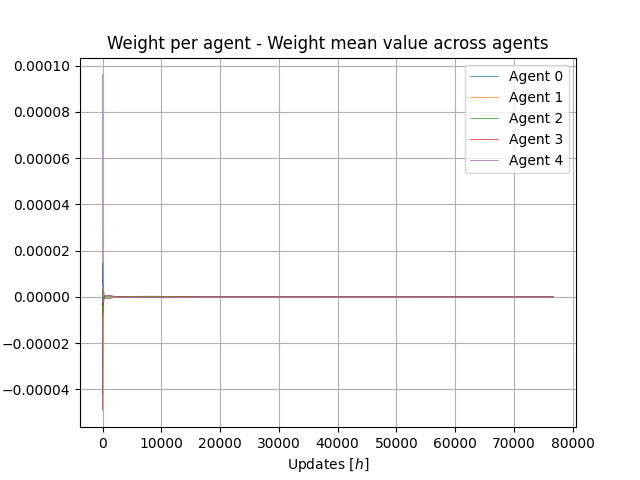 Weight per agent - Weight mean value across agents
0.00010
0.00008
0.00006
0.00004
0.00002
0.00000
−0.00002
−0.00004
Agent 0
Agent 1
Agent 2
Agent 3
Agent 4
0 10000 20000 30000 40000 50000 60000 70000 80000
Updates [h]